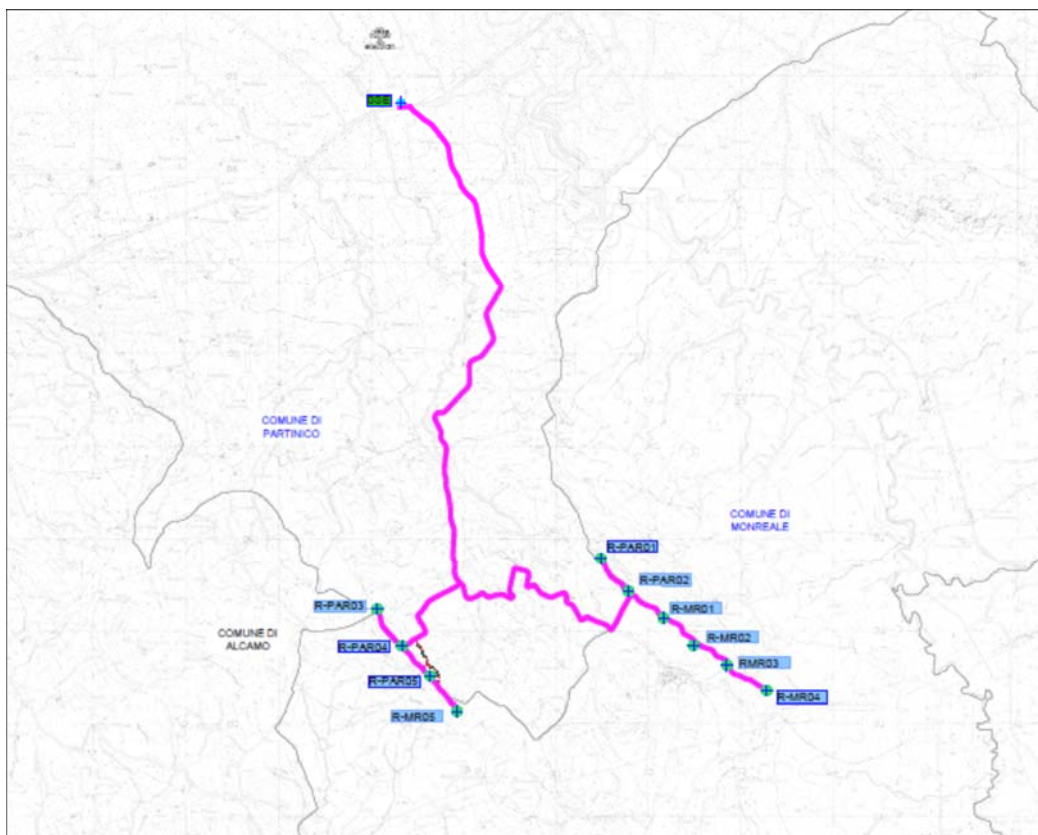 COMUNE DI
PARTINICO
COMUNE DI
MONREALE
R-PAR01
R-PAR02
R-PAR03
R-MR01
COMUNE DI
ALCAMO
R-PAR04
R-MR02
RMR03
R-PAR05
R-MR04
R-MR05